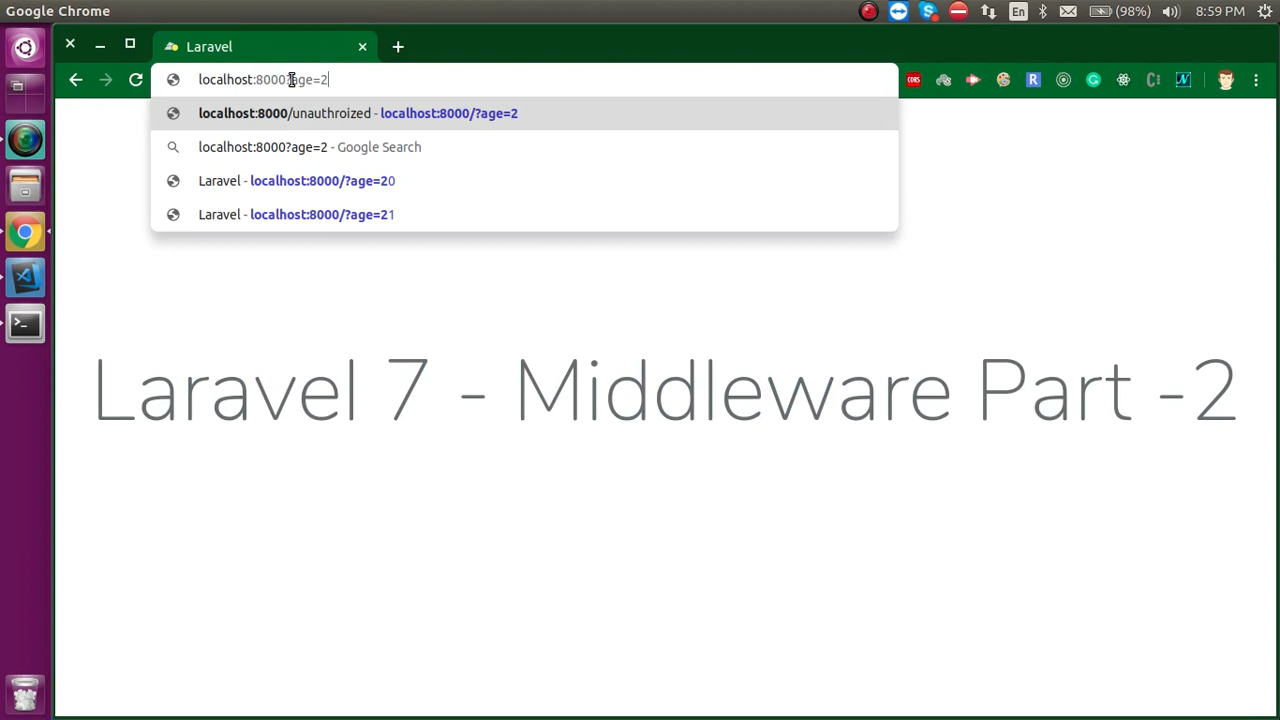 Google Chrome
En
(98%)
8:59 PM
Laravel
localhost:8000?age=2
CORS
R
G
N
localhost:8000/unauthroized - localhost:8000/?age=2
localhost:8000?age=2 - Google Search
Laravel - localhost:8000/?age=20
Laravel - localhost:8000/?age=21
Laravel 7 - Middleware Part -2